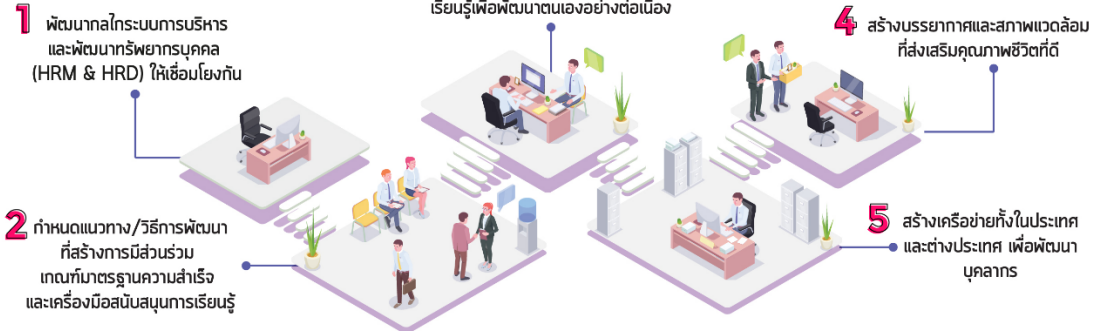 1
พัฒนากลไกระบบการบริหาร
และพัฒนาทรัพยากรบุคคล
(HRM & HRD) ให้เชื่อมโยงกัน
2
กำหนดแนวทาง/วิธีการพัฒนา
ที่สร้างการมีส่วนร่วม
เกณฑ์มาตรฐานความสำเร็จ
และเครื่องมือสนับสนุนการเรียนรู้
เรียนรู้เพื่อพัฒนาตนเองอย่างต่อเนื่อง
4
สร้างบรรยากาศและสภาพแวดล้อม
ที่ส่งเสริมคุณภาพชีวิตที่ดี
5
สร้างเครือข่ายทั้งในประเทศ
และต่างประเทศ เพื่อพัฒนา
บุคลากร